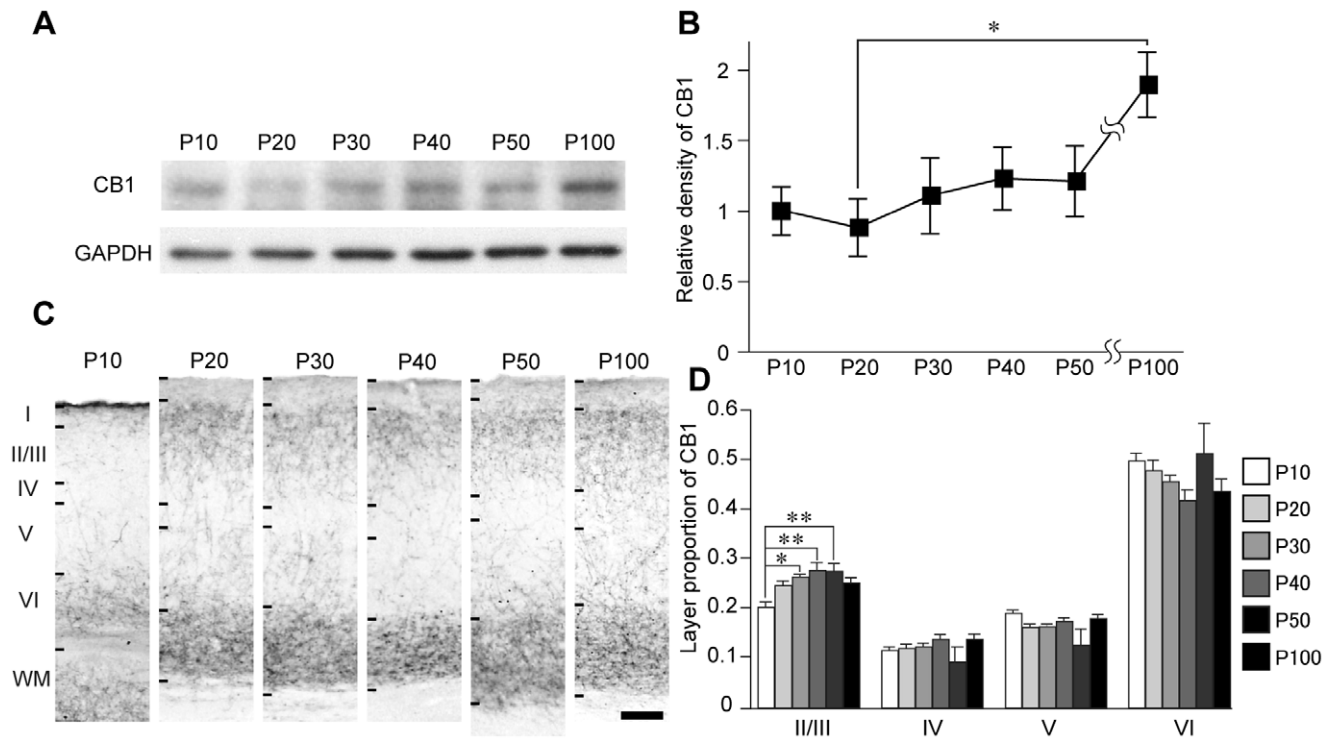 A
P10 P20 P30 P40 P50 P100
CB1
GAPDH
B
*
Relative density of CB1
2
1.5
1
0.5
0
P10 P20 P30 P40 P50 P100
C
P10 P20 P30 P40 P50 P100
I
II/III
IV
V
VI
WM
D
Layer proportion of CB1
0.6
0.5
0.4
0.3
0.2
0.1
0
**
**
*
II/III IV V VI
P10
P20
P30
P40
P50
P100